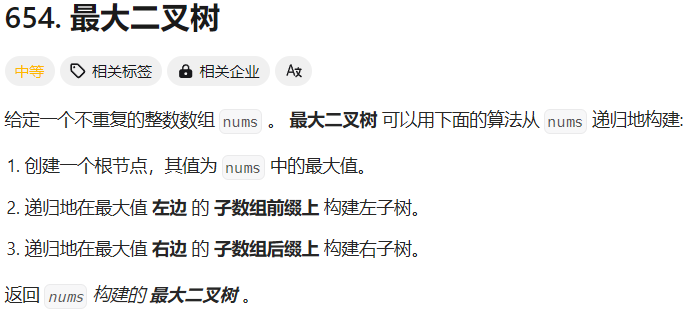 654. 最大二叉树
中等 相关标签 相关企业 A文
给定一个不重复的整数数组 nums 。 最大二叉树 可以用下面的算法从 nums 递归地构建:
1. 创建一个根节点，其值为 nums 中的最大值。
2. 递归地在最大值 左边 的 子数组前缀上 构建左子树。
3. 递归地在最大值 右边 的 子数组后缀上 构建右子树。
返回 nums 构建的 最大二叉树 。